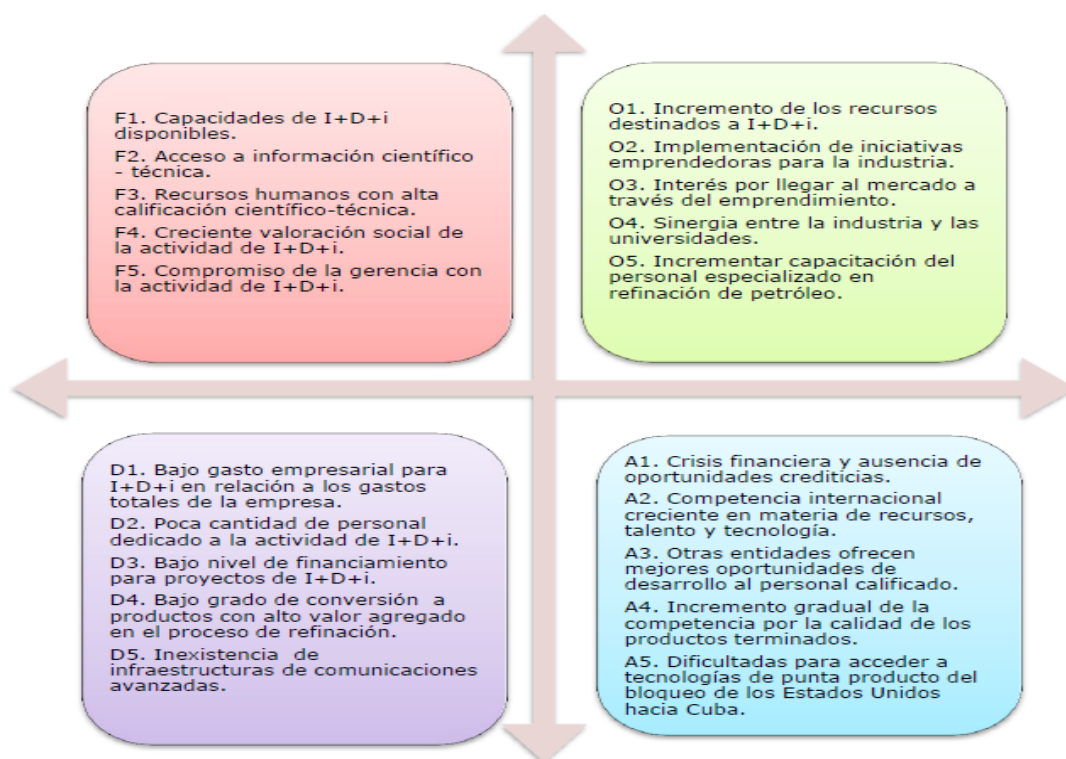 F1. Capacidades de I+D+i
disponibles.
F2. Acceso a información científico
- técnica.
F3. Recursos humanos con alta
calificación científico-técnica.
F4. Creciente valoración social de
la actividad de I+D+i.
F5. Compromiso de la gerencia con
la actividad de I+D+i.
O1. Incremento de los recursos
destinados a I+D+i.
O2. Implementación de iniciativas
emprendedoras para la industria.
O3. Interés por llegar al mercado a
través del emprendimiento.
O4. Sinergia entre la industria y las
universidades.
O5. Incrementar capacitación del
personal especializado en
refinación de petróleo.
D1. Bajo gasto empresarial para
I+D+i en relación a los gastos
totales de la empresa.
D2. Poca cantidad de personal
dedicado a la actividad de I+D+i.
D3. Bajo nivel de financiamiento
para proyectos de I+D+i.
D4. Bajo grado de conversión a
productos con alto valor agregado
en el proceso de refinación.
D5. Inexistencia de
infraestructuras de comunicaciones
avanzadas.
A1. Crisis financiera y ausencia de
oportunidades crediticias.
A2. Competencia internacional
creciente en materia de recursos,
talento y tecnología.
A3. Otras entidades ofrecen
mejores oportunidades de
desarrollo al personal calificado.
A4. Incremento gradual de la
competencia por la calidad de los
productos terminados.
A5. Dificultadas para acceder a
tecnologías de punta producto del
bloqueo de los Estados Unidos
hacia Cuba.